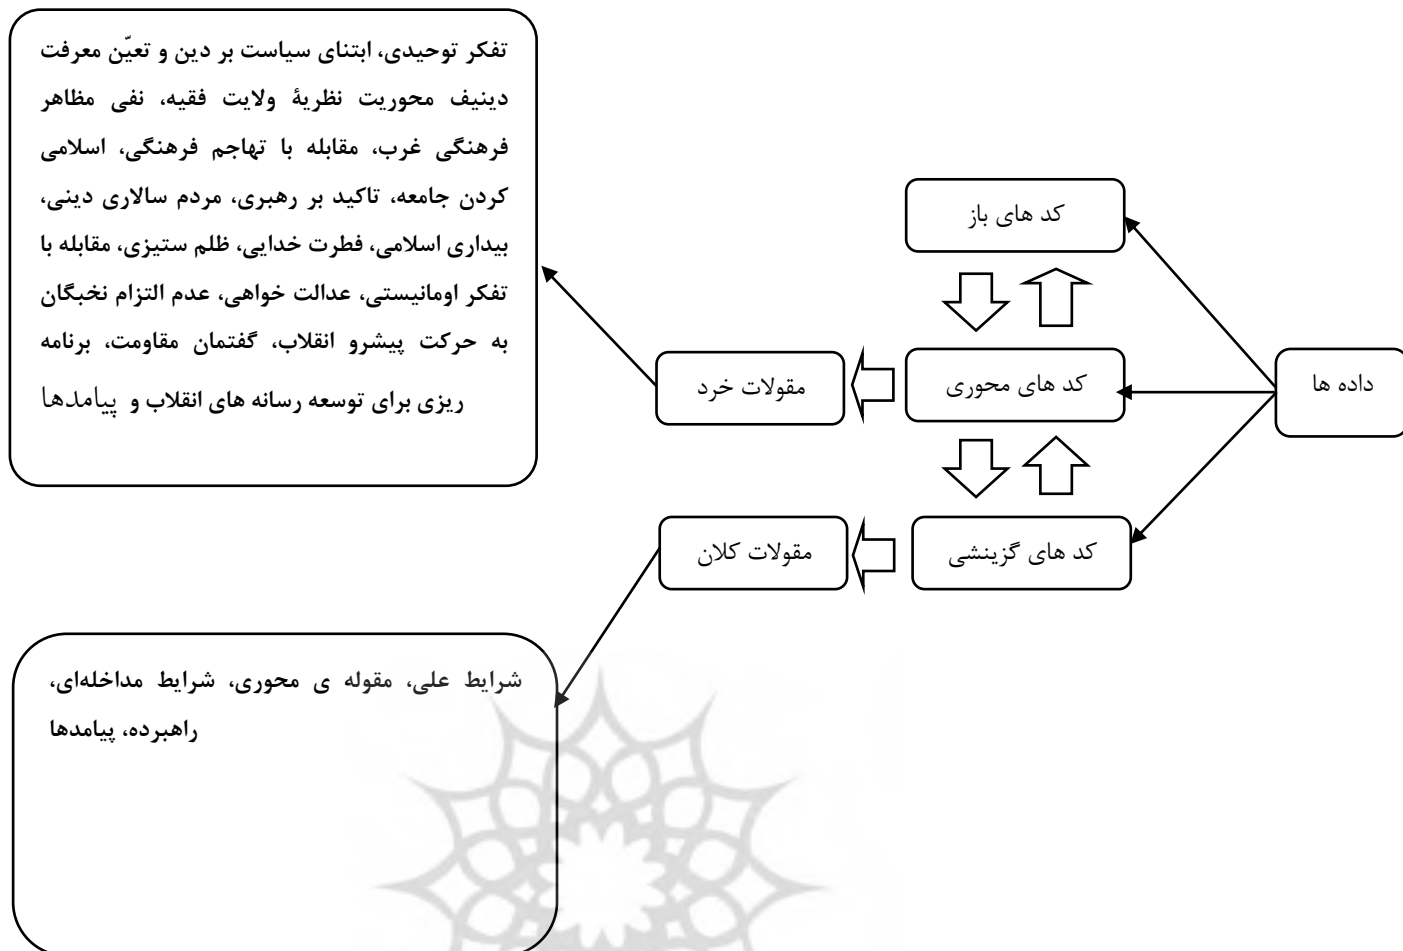 تفکر توحیدی، ابتنای سیاست بر دین و تعیّن معرفت
دینیف محوریت نظریۀ ولایت فقیه، نفی مظاهر
فرهنگی غرب، مقابله با تهاجم فرهنگی، اسلامی
کردن جامعه، تاکید بر رهبری، مردم سالاری دینی،
بیداری اسلامی، فطرت خدایی، ظلم ستیزی، مقابله با
تفکر اومانیستی، عدالت خواهی، عدم التزام نخبگان
به حرکت پیشرو انقلاب، گفتمان مقاومت، برنامه
ریزی برای توسعه رسانه های انقلاب و پیامدها
کد های باز
داده ها
کد های محوری
مقولات خرد
کد های گزینشی
مقولات کلان
شرایط علی، مقوله ی محوری، شرایط مداخله‌ای،
راهبرده، پیامدها